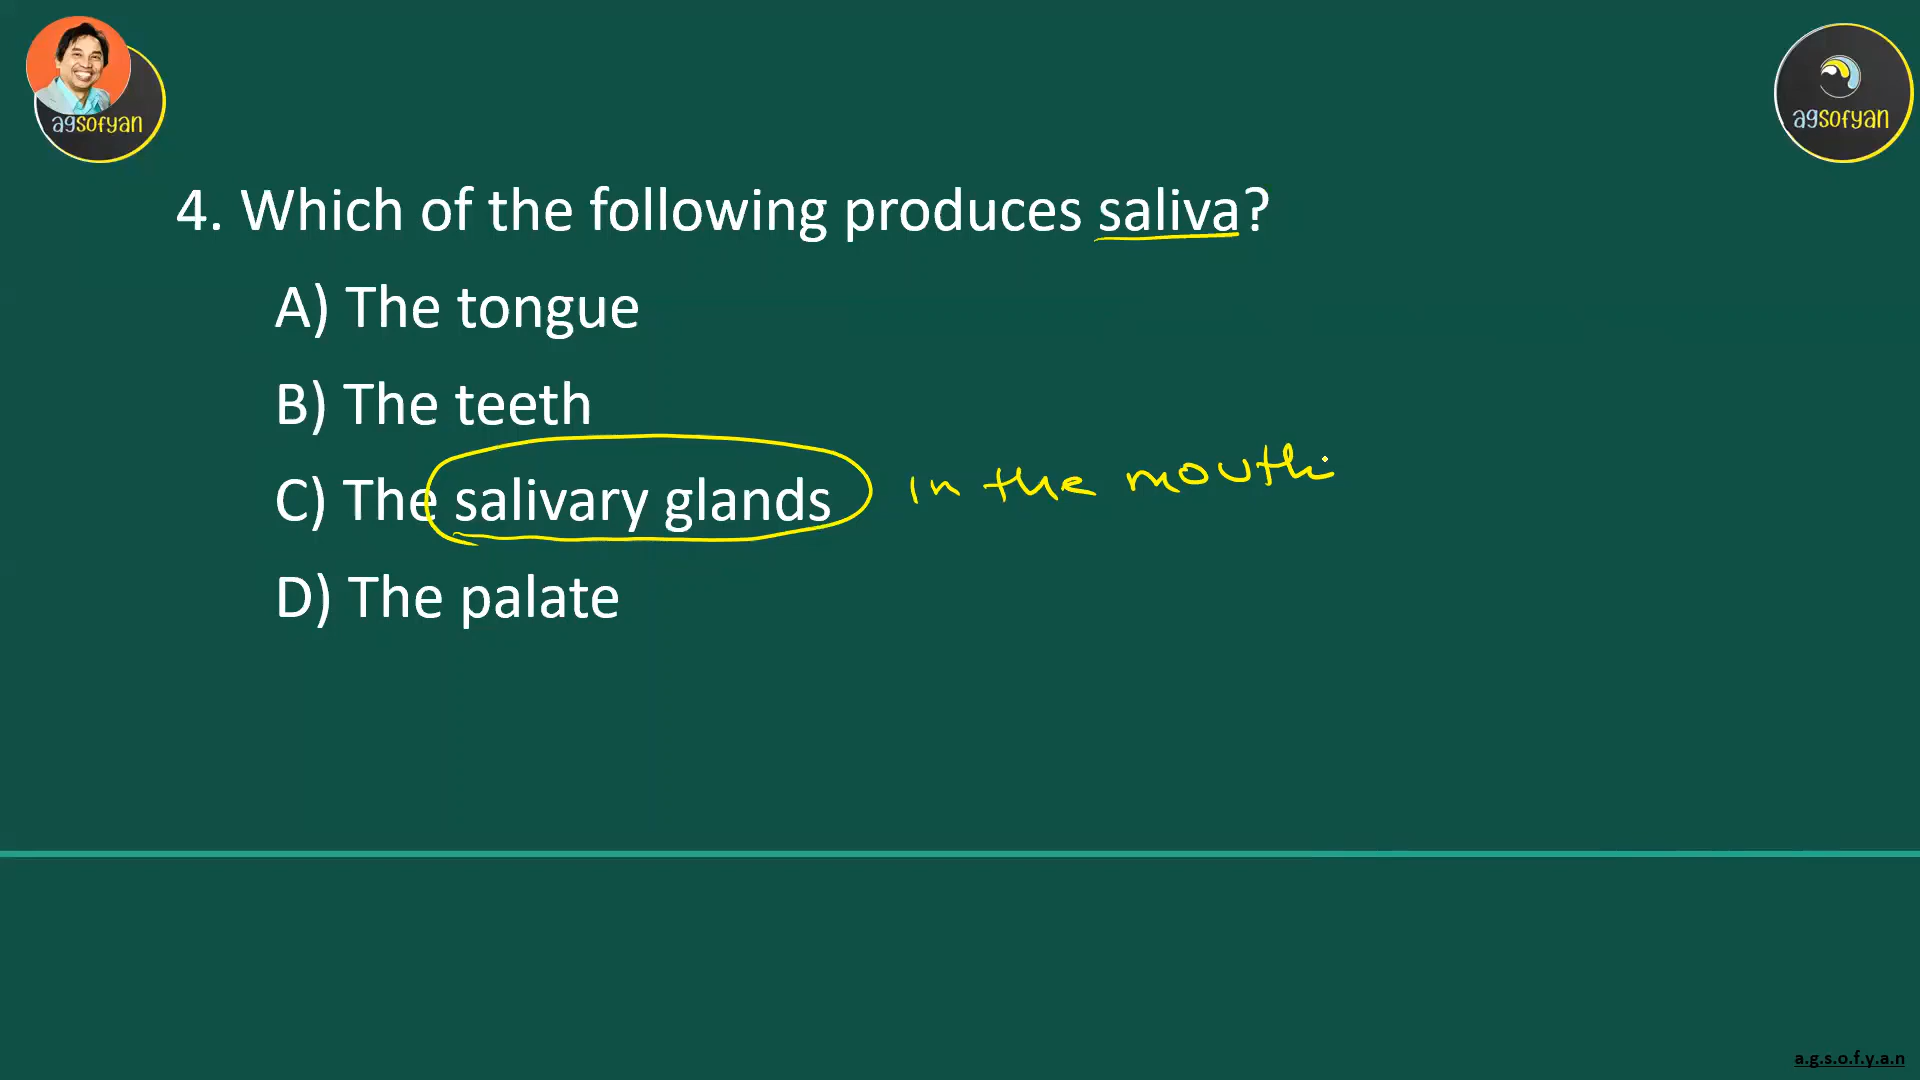 agsofyan
agsofyan
4. Which of the following produces saliva?
A) The tongue
B) The teeth
C) The salivary glands in the mouth
D) The palate
a.g.s.o.f.y.a.n